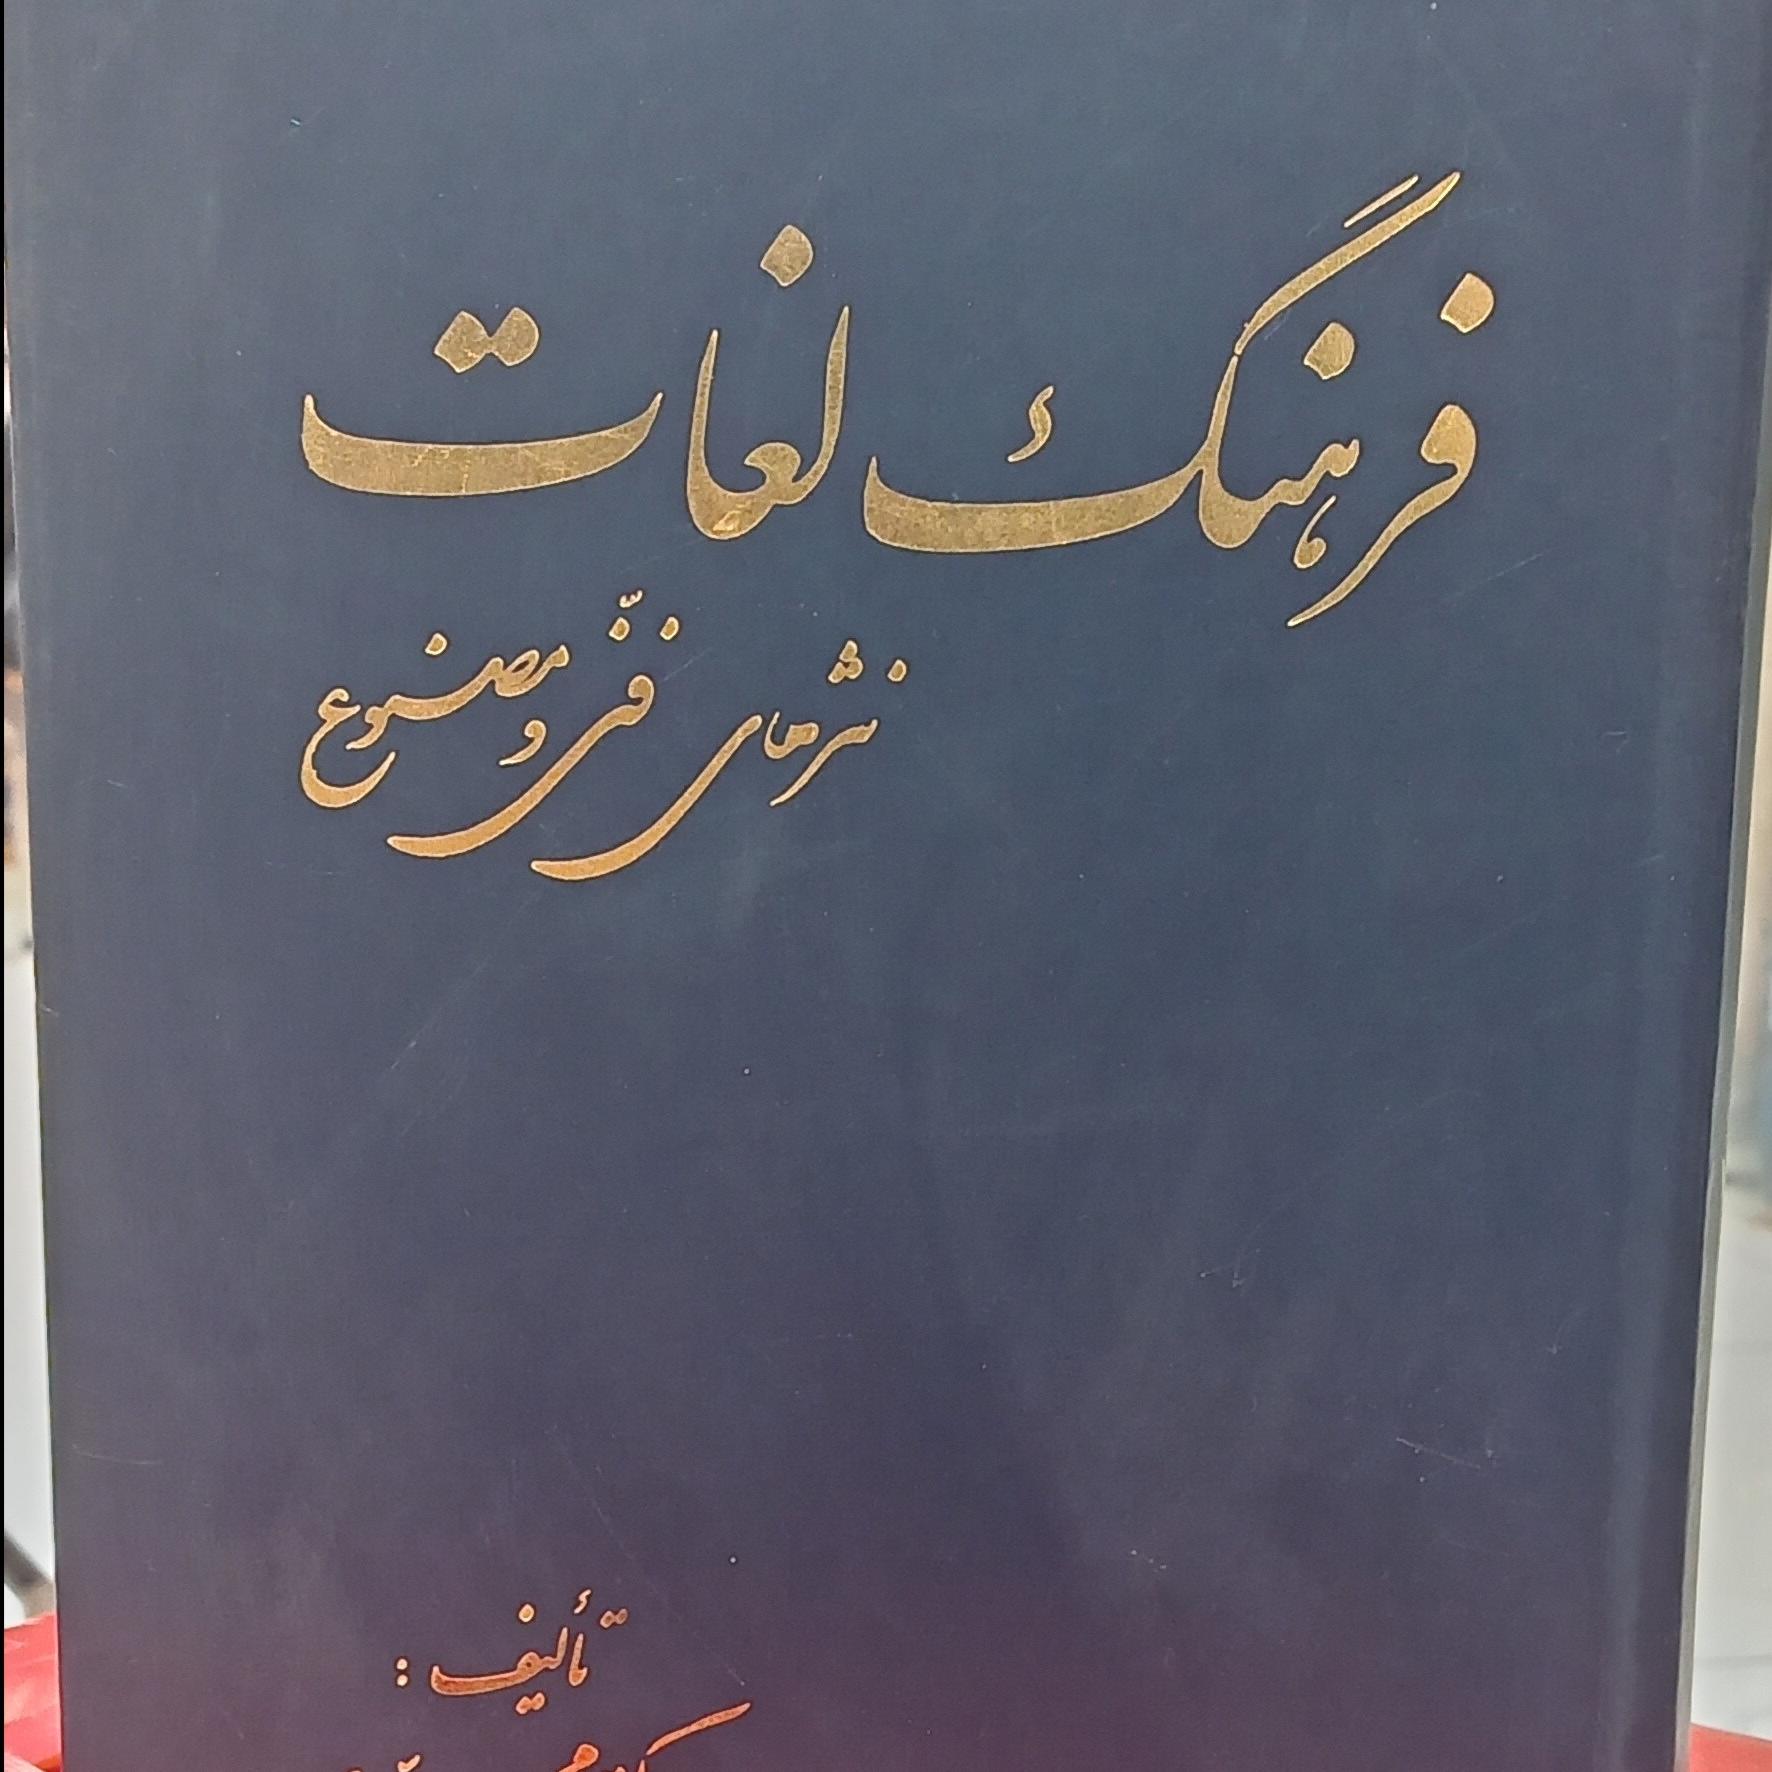 فرهنگ لغات
نثرهای فنّی و مصنوع
تألیف :